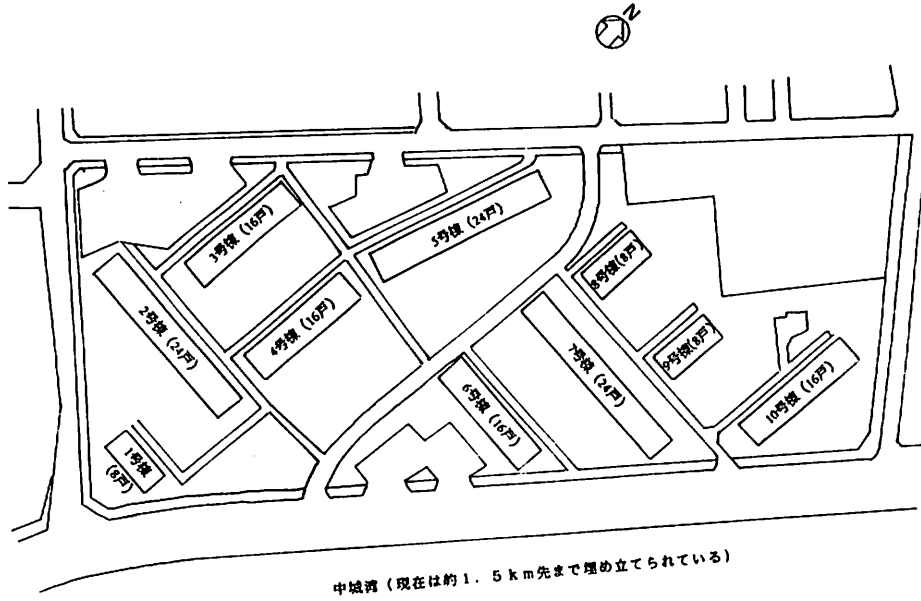 N
3号棟 (16戸)
5号棟 (24戸)
8号棟(8戸)
2号棟 (24戸)
4号棟 (16戸)
7号棟 (24戸)
9号棟(8戸)
6号棟 (16戸)
10号棟 (16戸)
1号棟
(8戸)
中城湾 (現在は約1.5km先まで埋め立てられている)